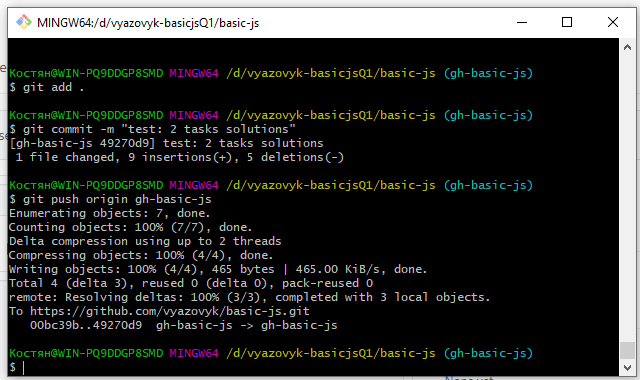 MINGW64:/d/vyazovyk-basicjsQ1/basic-js
Костян@WIN-PQ9DDGP8SMD MINGW64 /d/vyazovyk-basicjsQ1/basic-js (gh-basic-js)
$ git add .
Костян@WIN-PQ9DDGP8SMD MINGW64 /d/vyazovyk-basicjsQ1/basic-js (gh-basic-js)
$ git commit -m "test: 2 tasks solutions"
[gh-basic-js 49270d9] test: 2 tasks solutions
1 file changed, 9 insertions(+), 5 deletions(-)
Костян@WIN-PQ9DDGP8SMD MINGW64 /d/vyazovyk-basicjsQ1/basic-js (gh-basic-js)
$ git push origin gh-basic-js
Enumerating objects: 7, done.
Counting objects: 100% (7/7), done.
Delta compression using up to 2 threads
Compressing objects: 100% (4/4), done.
Writing objects: 100% (4/4), 465 bytes | 465.00 KiB/s, done.
Total 4 (delta 3), reused 0 (delta 0), pack-reused 0
remote: Resolving deltas: 100% (3/3), completed with 3 local objects.
To https://github.com/vyazovyk/basic-js.git
00bc39b..49270d9  gh-basic-js -> gh-basic-js
Костян@WIN-PQ9DDGP8SMD MINGW64 /d/vyazovyk-basicjsQ1/basic-js (gh-basic-js)
$